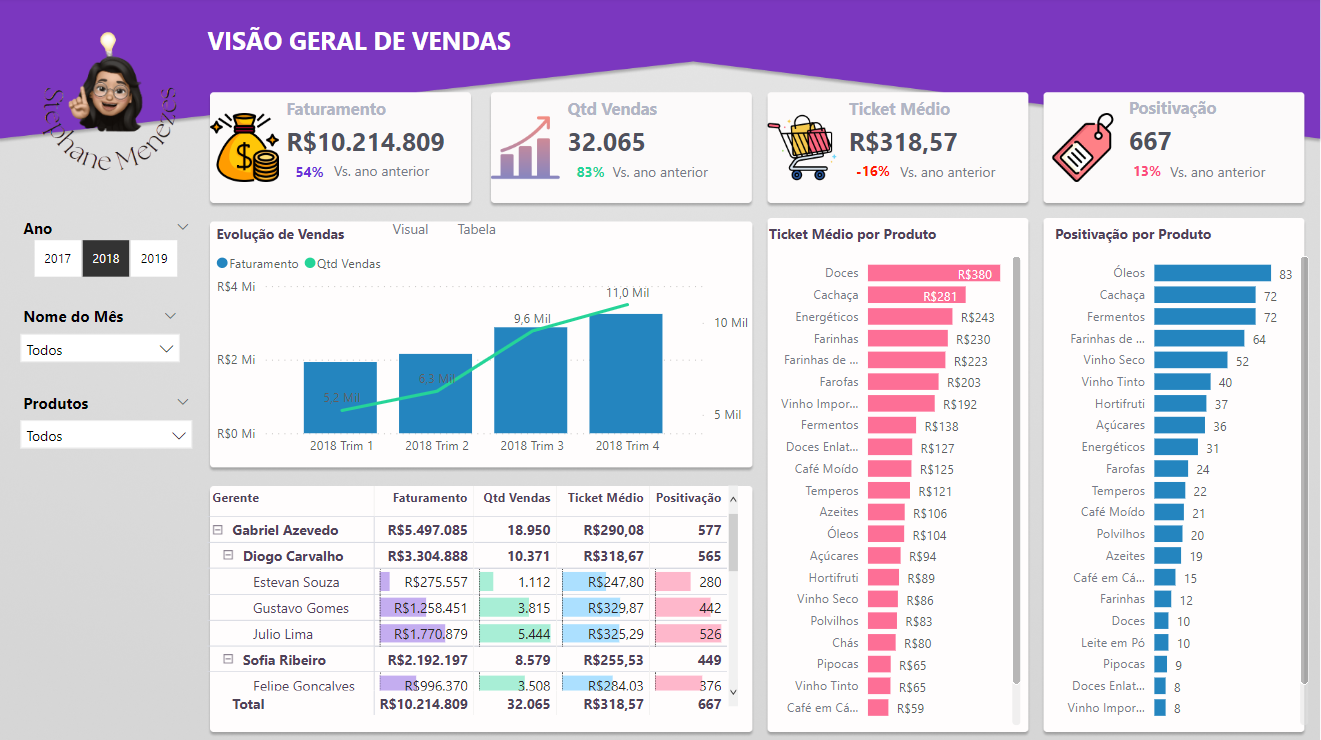 VISÃO GERAL DE VENDAS
Stephane Menezes
Faturamento
R$10.214.809
54% Vs. ano anterior
Qtd Vendas
32.065
83% Vs. ano anterior
Ticket Médio
R$318,57
-16% Vs. ano anterior
Positivação
667
13% Vs. ano anterior
Ano
2017 2018 2019
Nome do Mês
Todos
Produtos
Todos
Evolução de Vendas Visual Tabela
Faturamento Qtd Vendas
R$4 Mi
R$2 Mi
R$0 Mi
5,2 Mil
6,3 Mil
9,6 Mil
11,0 Mil
10 Mil
5 Mil
2018 Trim 1 2018 Trim 2 2018 Trim 3 2018 Trim 4
Gerente Faturamento Qtd Vendas Ticket Médio Positivação
Gabriel Azevedo R$5.497.085 18.950 R$290,08 577
Diogo Carvalho R$3.304.888 10.371 R$318,67 565
Estevan Souza R$275.557 1.112 R$247,80 280
Gustavo Gomes R$1.258.451 3.815 R$329,87 442
Julio Lima R$1.770.879 5.444 R$325,29 526
Sofia Ribeiro R$2.192.197 8.579 R$255,53 449
Felipe Gonçalves R$996.370 3.508 R$284,03 376
Total R$10.214.809 32.065 R$318,57 667
Ticket Médio por Produto
Doces R$380
Cachaça R$281
Energéticos R$243
Farinhas R$230
Farinhas de ... R$223
Farofas R$203
Vinho Impor... R$192
Fermentos R$138
Doces Enlat... R$127
Café Moído R$125
Temperos R$121
Azeites R$106
Óleos R$104
Açúcares R$94
Hortifruti R$89
Vinho Seco R$86
Polvilhos R$83
Chás R$80
Pipocas R$65
Vinho Tinto R$65
Café em Cá... R$59
Positivação por Produto
Óleos 83
Cachaça 72
Fermentos 72
Farinhas de ... 64
Vinho Seco 52
Vinho Tinto 40
Hortifruti 37
Açúcares 36
Energéticos 31
Farofas 24
Temperos 22
Café Moído 21
Polvilhos 20
Azeites 19
Café em Cá... 15
Farinhas 12
Doces 10
Leite em Pó 10
Pipocas 9
Doces Enlat... 8
Vinho Impor... 8